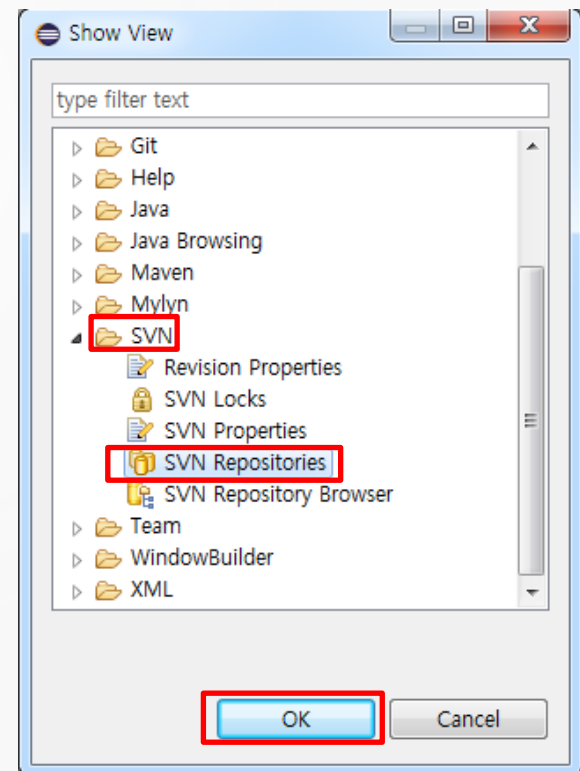 Show View
type filter text
Git
Help
Java
Java Browsing
Maven
Mylyn
SVN
Revision Properties
SVN Locks
SVN Properties
SVN Repositories
SVN Repository Browser
Team
WindowBuilder
XML
OK
Cancel